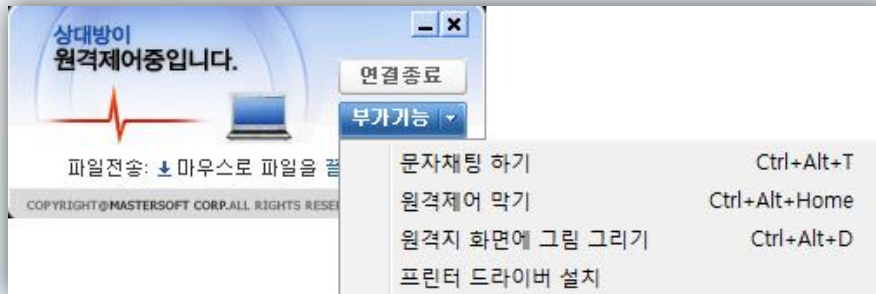 상대방이
원격제어중입니다.
연결종료
부가기능
파일전송: 마우스로 파일을
COPYRIGHT@MASTERSOFT CORP.ALL RIGHTS
문자채팅 하기 Ctrl+Alt+T
원격제어 막기 Ctrl+Alt+Home
원격지 화면에 그림 그리기 Ctrl+Alt+D
프린터 드라이버 설치